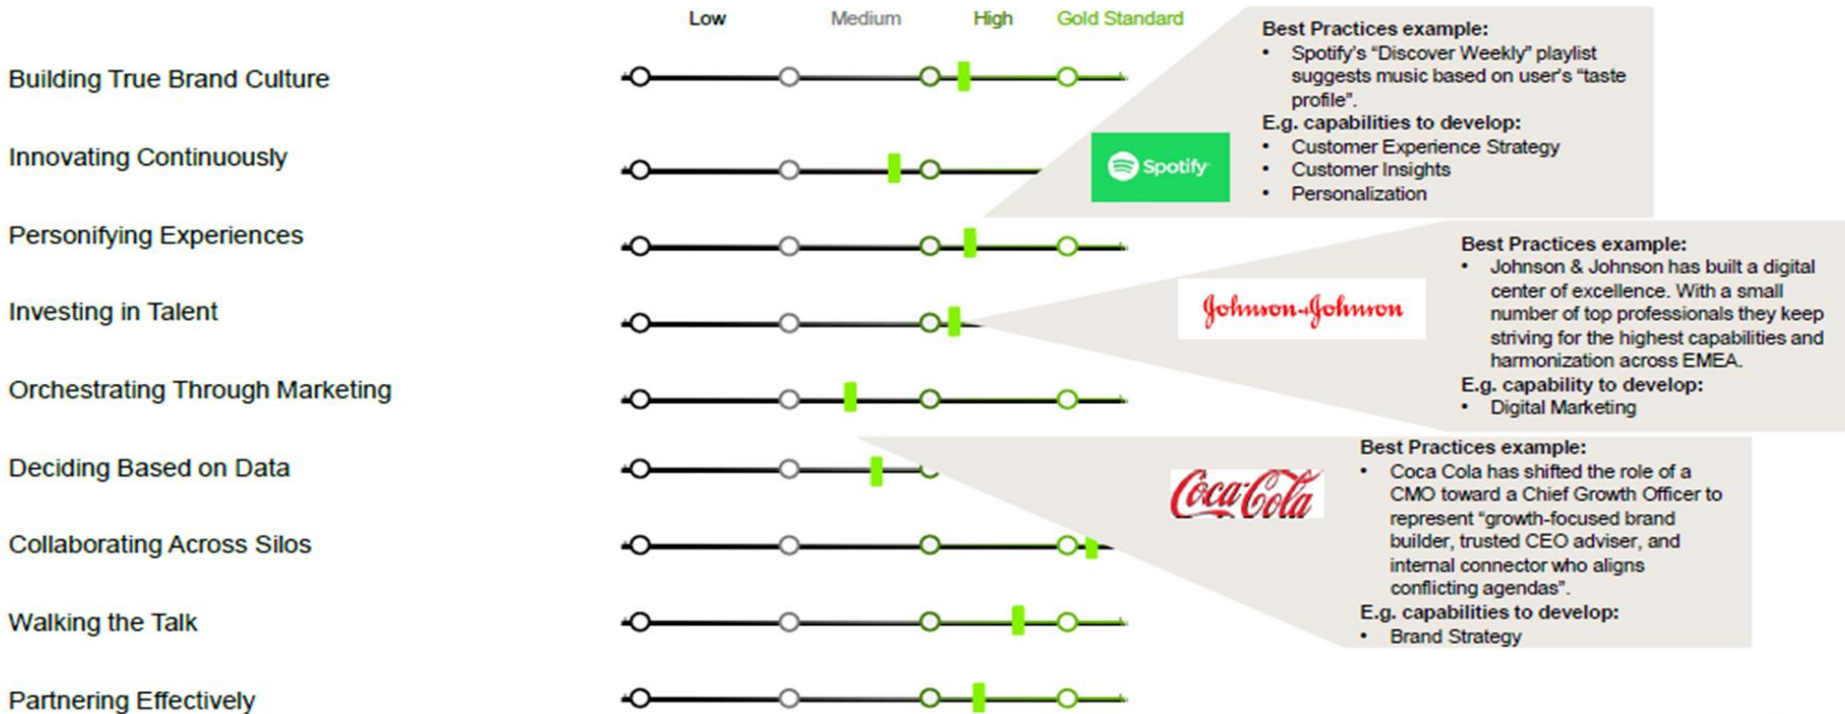 Low Medium High Gold Standard
Building True Brand Culture
Innovating Continuously
Personifying Experiences
Investing in Talent
Orchestrating Through Marketing
Deciding Based on Data
Collaborating Across Silos
Walking the Talk
Partnering Effectively
Best Practices example:
• Spotify's “Discover Weekly” playlist
suggests music based on user's “taste
profile”.
E.g. capabilities to develop:
• Customer Experience Strategy
• Customer Insights
• Personalization
Spotify
Best Practices example:
• Johnson & Johnson has built a digital
center of excellence. With a small
number of top professionals they keep
striving for the highest capabilities and
harmonization across EMEA.
E.g. capability to develop:
• Digital Marketing
Johnson+Johnson
Best Practices example:
• Coca Cola has shifted the role of a
CMO toward a Chief Growth Officer to
represent “growth-focused brand
builder, trusted CEO adviser, and
internal connector who aligns
conflicting agendas”.
E.g. capabilities to develop:
• Brand Strategy
Coca-Cola